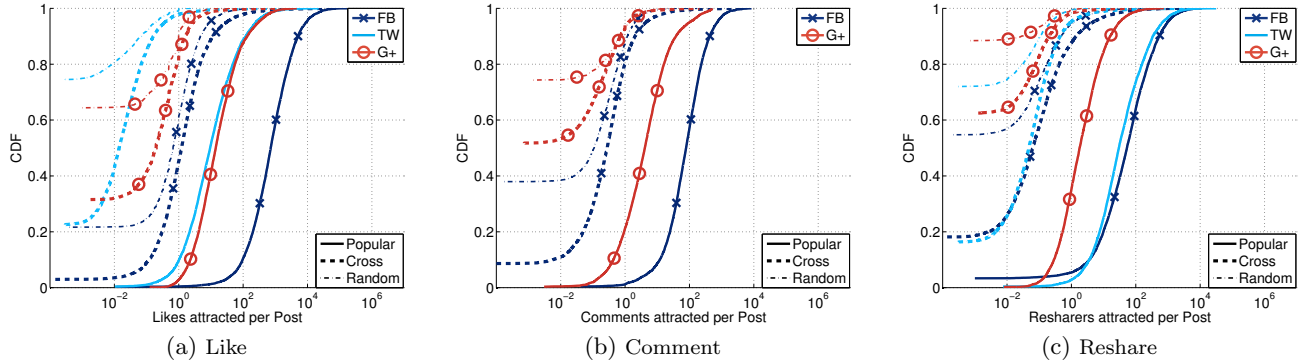 1
0.8
0.6
0.4
0.2
0
CDF
10^−2 10^0 10^2 10^4 10^6
Likes attracted per Post
FB
TW
G+
Popular
Cross
Random
(a) Like
1
0.8
0.6
0.4
0.2
0
CDF
10^−2 10^0 10^2 10^4 10^6
Comments attracted per Post
FB
G+
Popular
Cross
Random
(b) Comment
1
0.8
0.6
0.4
0.2
0
CDF
10^−2 10^0 10^2 10^4 10^6
Resharers attracted per Post
FB
TW
G+
Popular
Cross
Random
(c) Reshare